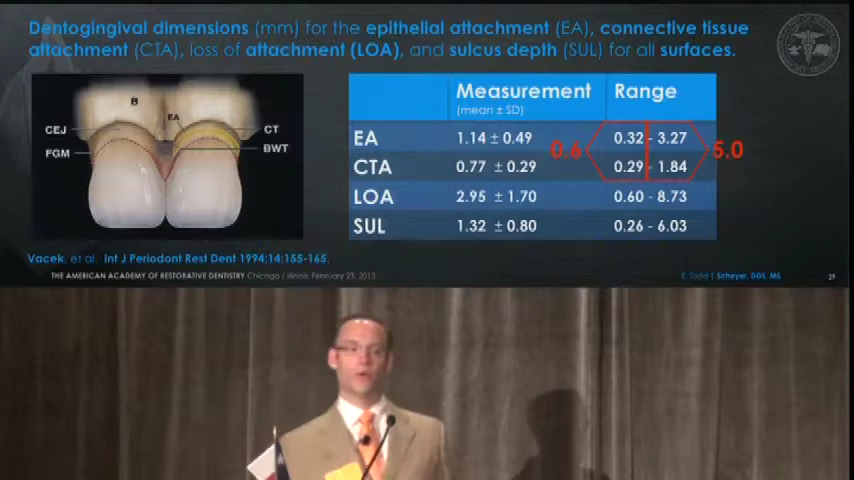 Dentogingival dimensions (mm) for the epithelial attachment (EA), connective tissue
attachment (CTA), loss of attachment (LOA), and sulcus depth (SUL) for all surfaces.
B
EA
CEJ
CT
FGM
BWT
Measurement Range
(mean ± SD)
EA 1.14 ± 0.49 0.32 - 3.27
CTA 0.77 ± 0.29 0.29 - 1.84
0.6 5.0
LOA 2.95 ± 1.70 0.60 - 8.73
SUL 1.32 ± 0.80 0.26 - 6.03
Vacek, et al. Int J Periodont Rest Dent 1994;14:155-165.
THE AMERICAN ACADEMY OF RESTORATIVE DENTISTRY Chicago / Illinois, February 23, 2013
E. Todd | Scheyer, DDS, MS
29